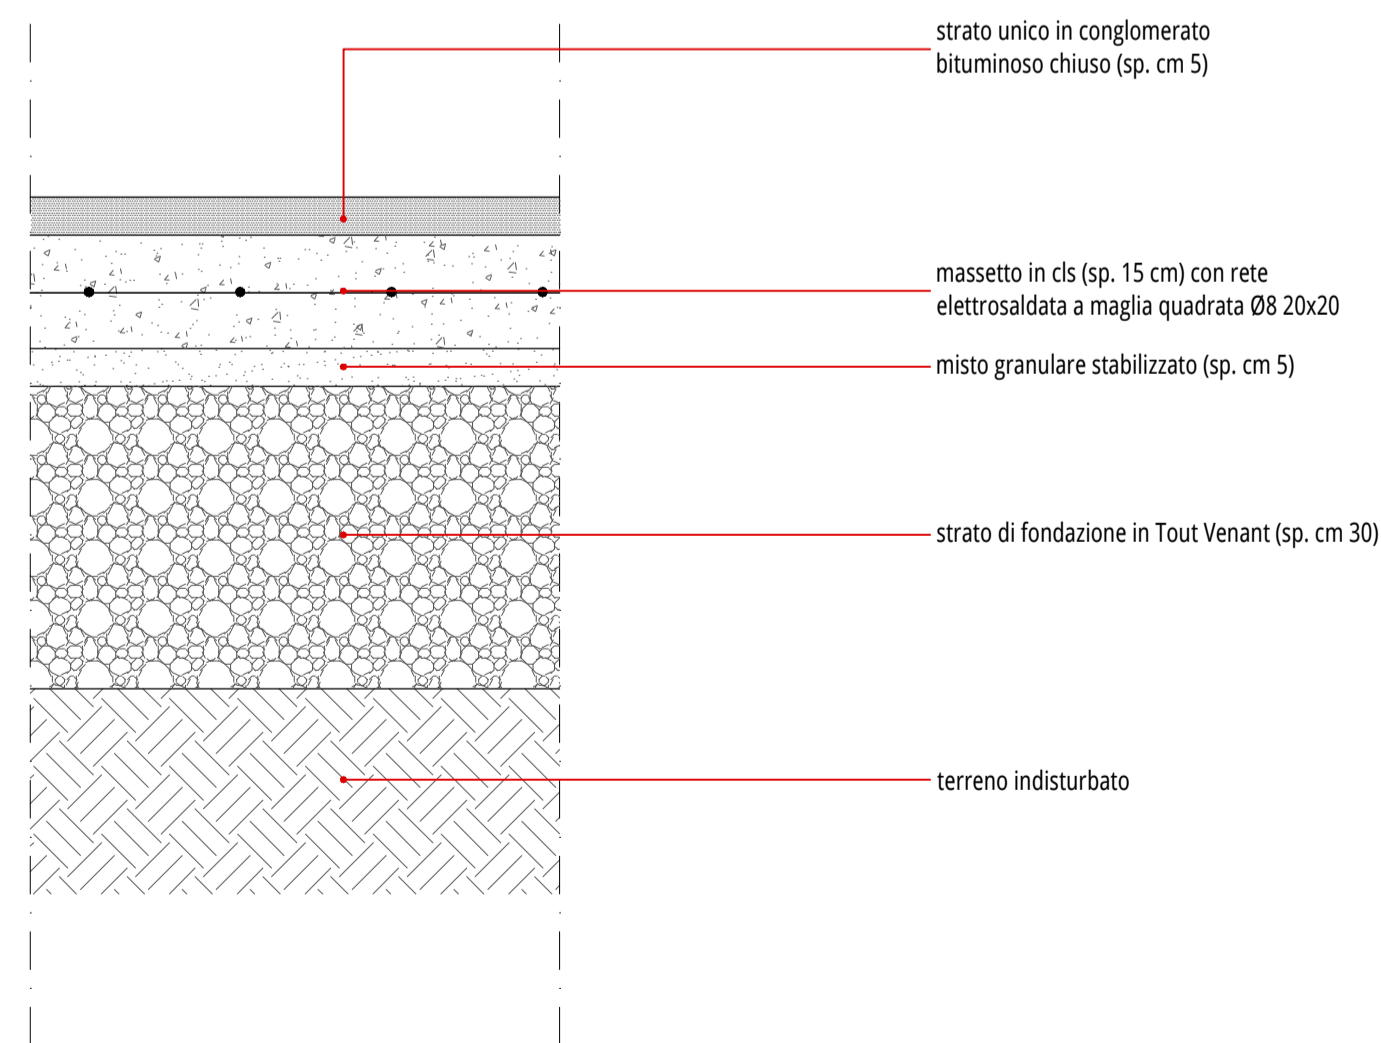 strato unico in conglomerato
bituminoso chiuso (sp. cm 5)
massetto in cls (sp. 15 cm) con rete
elettrosaldata a maglia quadrata Ø8 20x20
misto granulare stabilizzato (sp. cm 5)
strato di fondazione in Tout Venant (sp. cm 30)
terreno indisturbato